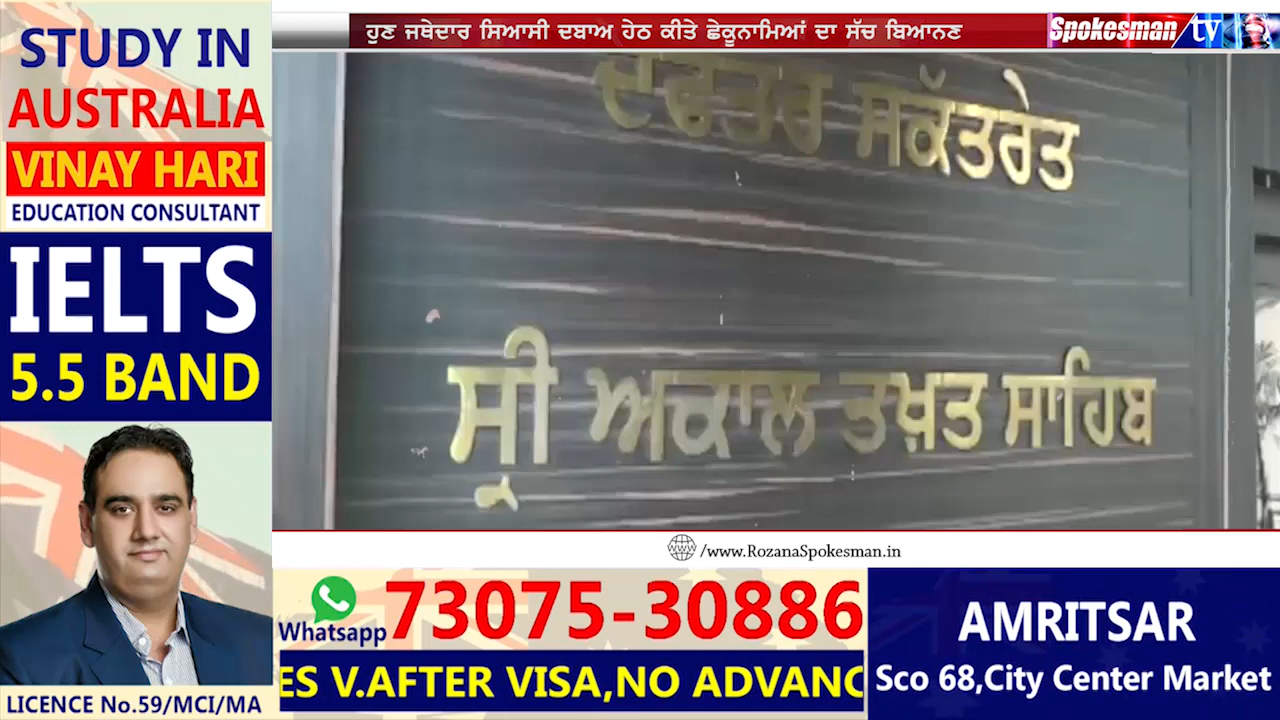 STUDY IN
AUSTRALIA
VINAY HARI
EDUCATION CONSULTANT
IELTS
5.5 BAND
LICENCE No.59/MCI/MA
ਹੁਣ ਜਥੇਦਾਰ ਸਿਆਸੀ ਦਬਾਅ ਹੇਠ ਕੀਤੇ ਛੇਕੂਨਾਮਿਆਂ ਦਾ ਸੱਚ ਬਿਆਨਣ
Spokesman tv
ਦਫਤਰ ਸਕੱਤਰੇਤ
ਸ੍ਰੀ ਅਕਾਲ ਤਖ਼ਤ ਸਾਹਿਬ
/www.RozanaSpokesman.in
Whatsapp 73075-30886
ES V.AFTER VISA,NO ADVANC
AMRITSAR
Sco 68,City Center Market